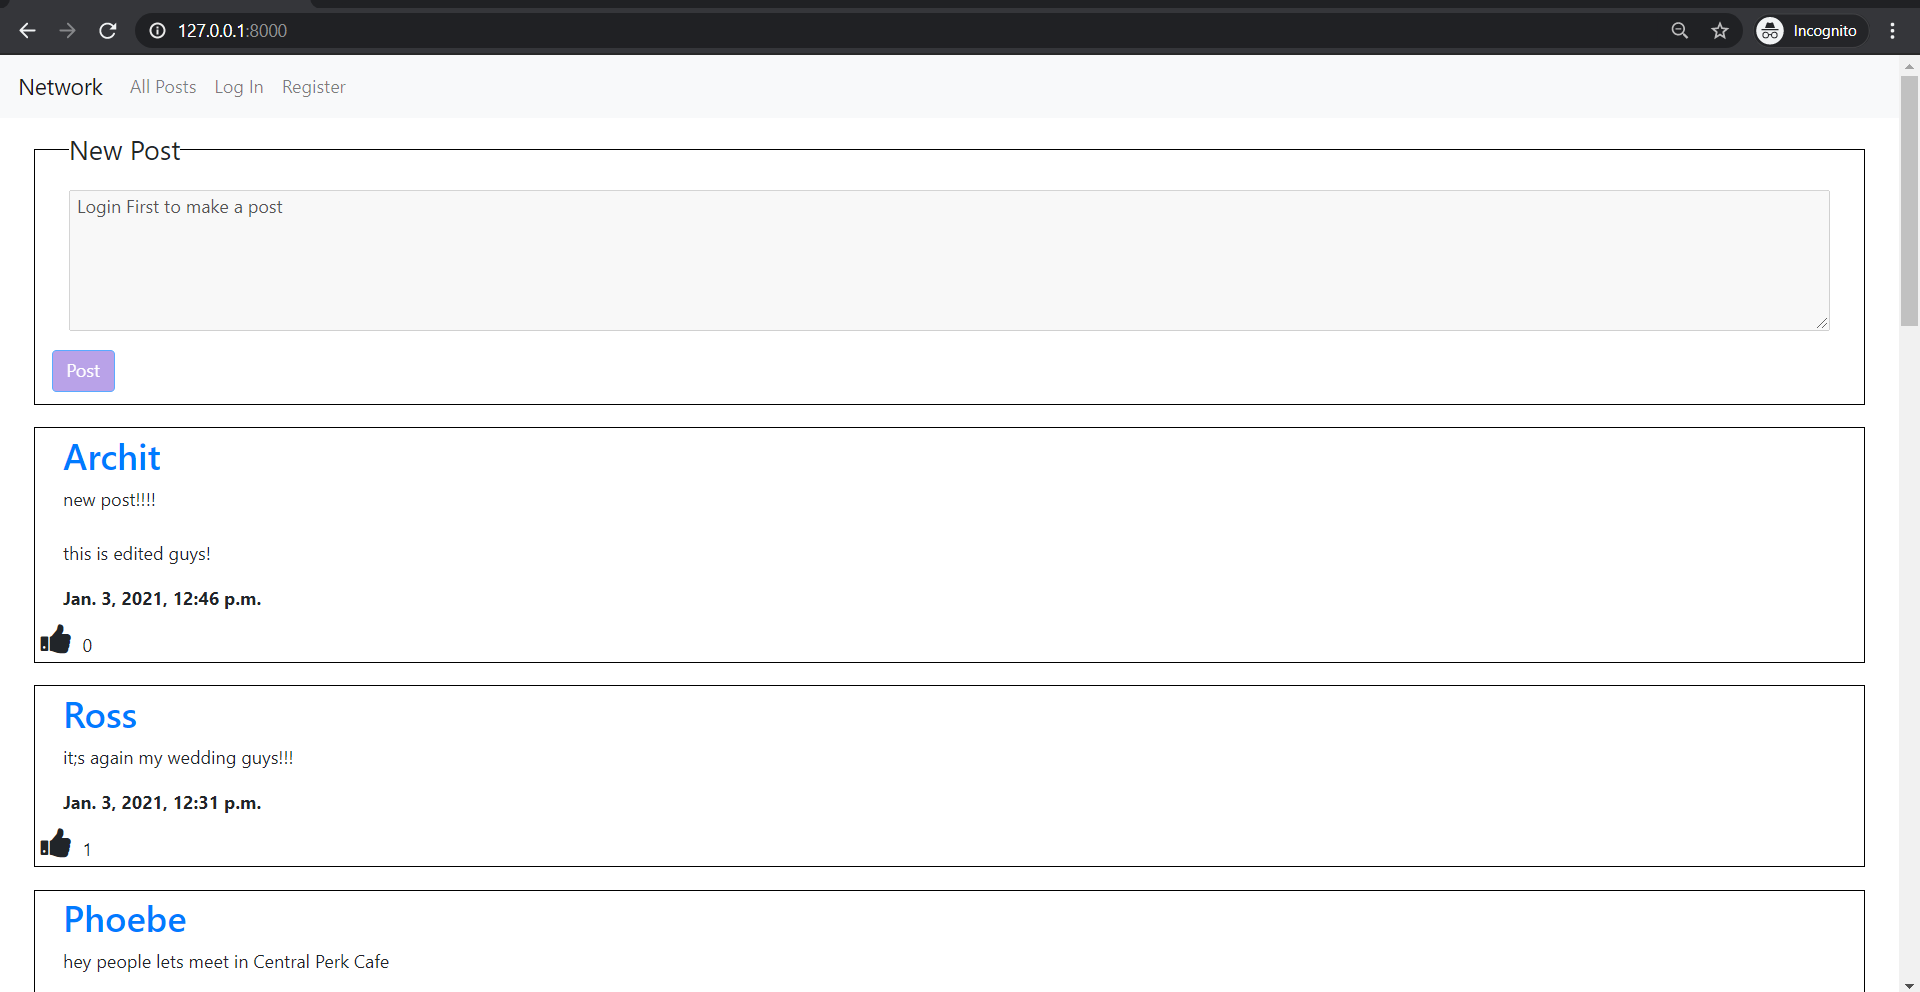 127.0.0.1:8000
Incognito
Network All Posts Log In Register
New Post
Login First to make a post
Post
Archit
new post!!!!
this is edited guys!
Jan. 3, 2021, 12:46 p.m.
0
Ross
it;s again my wedding guys!!!
Jan. 3, 2021, 12:31 p.m.
1
Phoebe
hey people lets meet in Central Perk Cafe